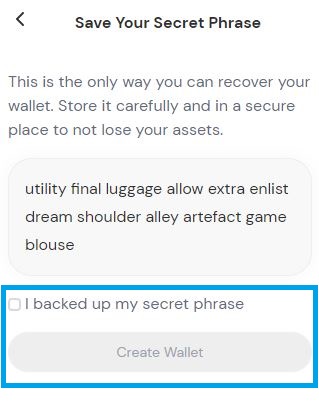 Save Your Secret Phrase
This is the only way you can recover your
wallet. Store it carefully and in a secure
place to not lose your assets.
utility final luggage allow extra enlist
dream shoulder alley artefact game
blouse
I backed up my secret phrase
Create Wallet